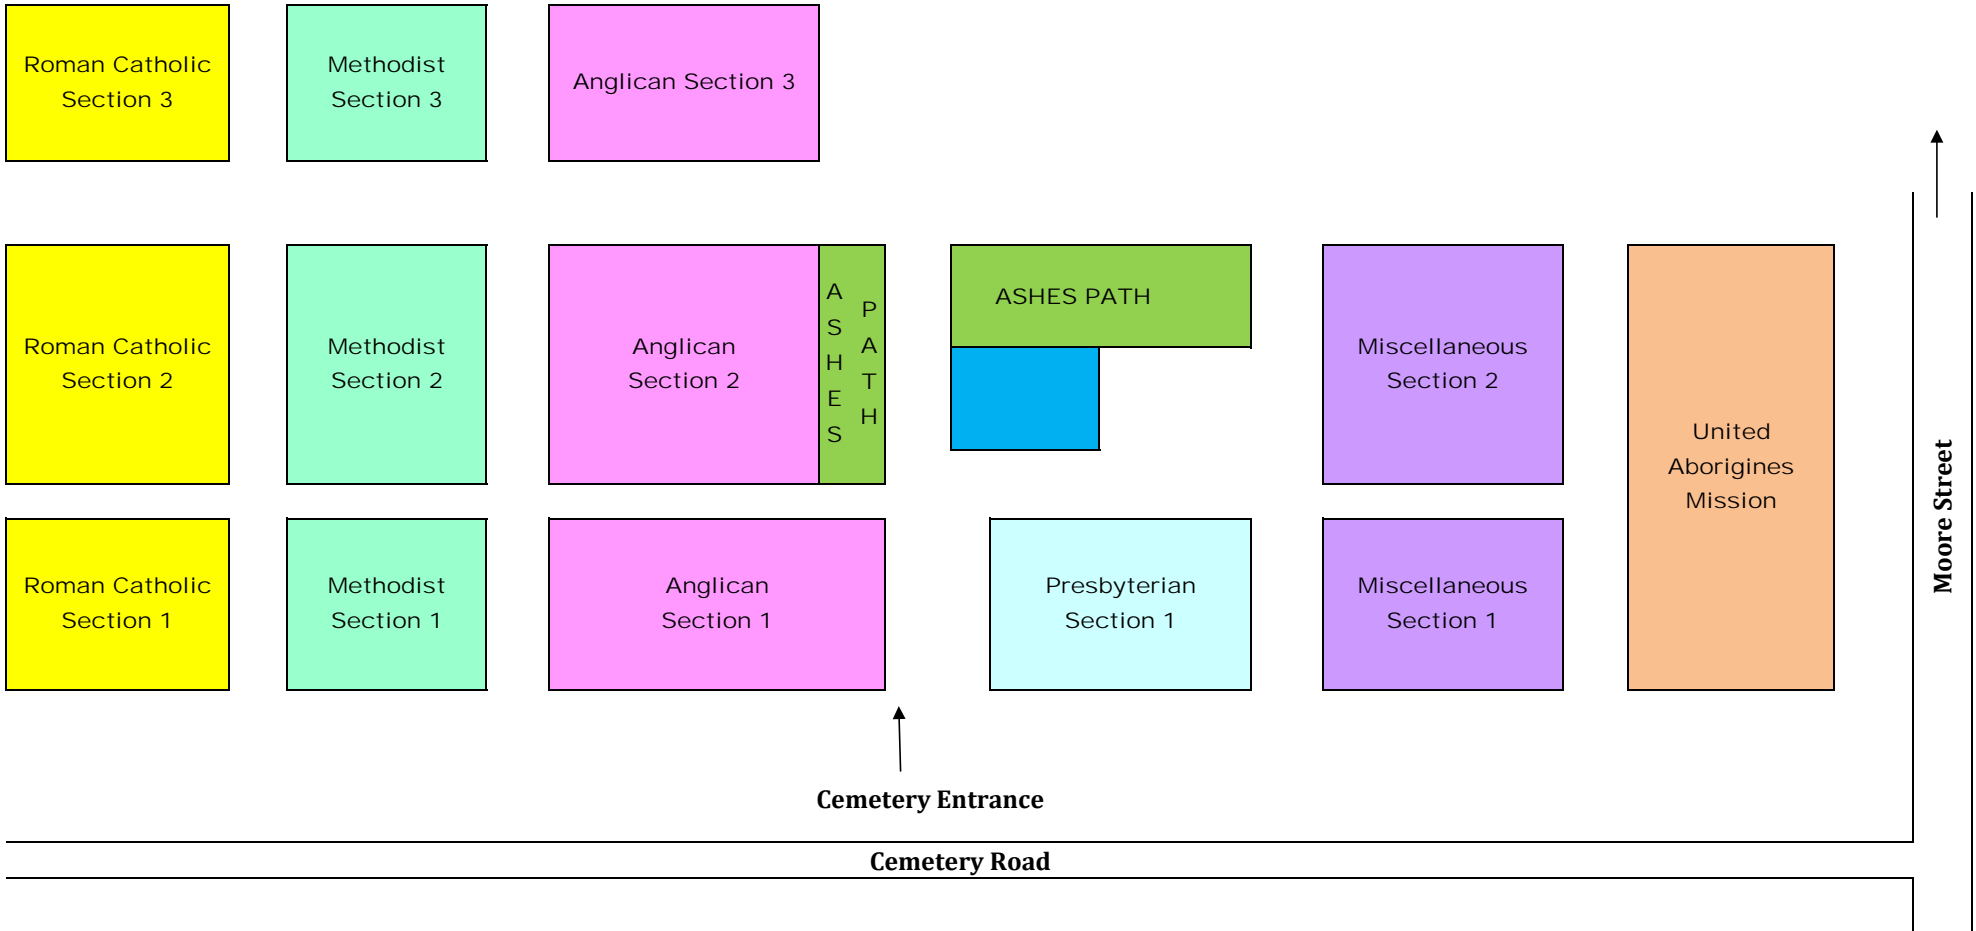 Roman Catholic
Section 3
Methodist
Section 3
Anglican Section 3
Roman Catholic
Section 2
Methodist
Section 2
Anglican
Section 2
ASHES
PATH
ASHES PATH
Miscellaneous
Section 2
United
Aborigines
Mission
Moore Street
Roman Catholic
Section 1
Methodist
Section 1
Anglican
Section 1
Presbyterian
Section 1
Miscellaneous
Section 1
Cemetery Entrance
Cemetery Road